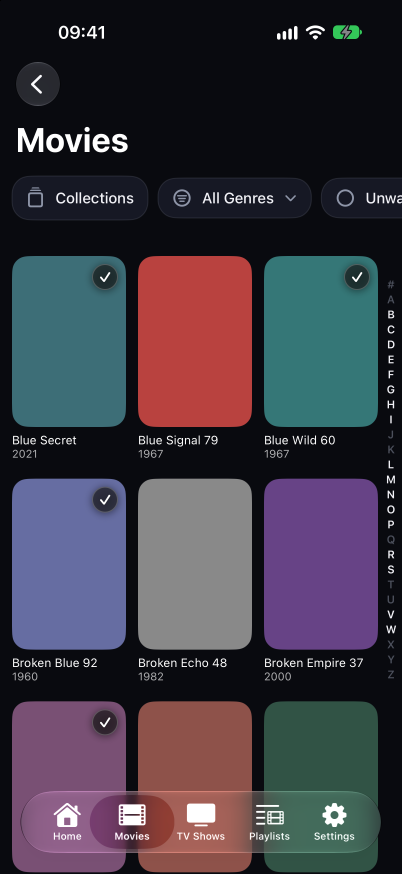 09:41
Movies
Collections
All Genres
Unwa
Blue Secret
2021
Blue Signal 79
1967
Blue Wild 60
1967
Broken Blue 92
1960
Broken Echo 48
1982
Broken Empire 37
2000
#
A
B
C
D
E
F
G
H
I
J
K
L
M
N
O
P
Q
R
S
T
U
V
W
X
Y
Z
Home
Movies
TV Shows
Playlists
Settings